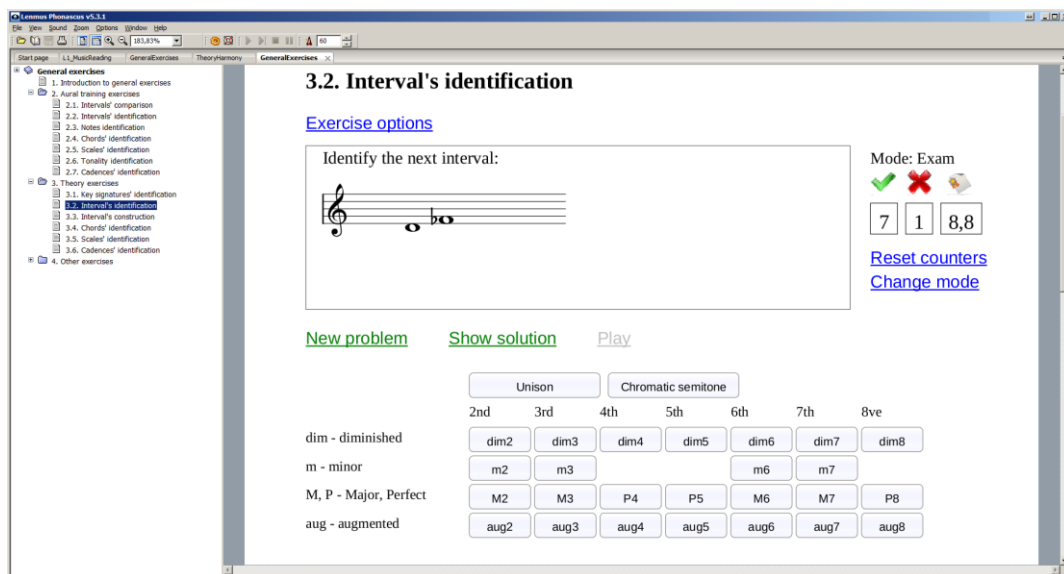 Lenmus Phonascus v5.3.1
File View Sound Zoom Options Window Help
183,83% 60
Start page L1_MusicReading GeneralExercises TheoryHarmony GeneralExercises
General exercises
1. Introduction to general exercises
2. Aural training exercises
2.1. Intervals' comparison
2.2. Intervals' identification
2.3. Notes identification
2.4. Chords' identification
2.5. Scales' identification
2.6. Tonality identification
2.7. Cadences' identification
3. Theory exercises
3.1. Key signatures' identification
3.2. Interval's identification
3.3. Interval's construction
3.4. Chords' identification
3.5. Scales' identification
3.6. Cadences' identification
4. Other exercises
3.2. Interval's identification
Exercise options
Identify the next interval:
Mode: Exam
7 1 8,8
Reset counters
Change mode
New problem Show solution Play
Unison Chromatic semitone
2nd 3rd 4th 5th 6th 7th 8ve
dim - diminished dim2 dim3 dim4 dim5 dim6 dim7 dim8
m - minor m2 m3 m6 m7
M, P - Major, Perfect M2 M3 P4 P5 M6 M7 P8
aug - augmented aug2 aug3 aug4 aug5 aug6 aug7 aug8